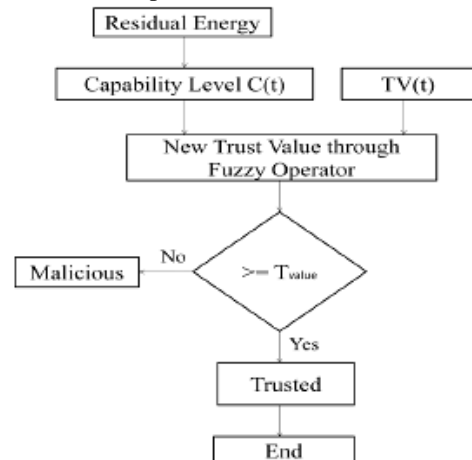 Residual Energy
Capability Level C(t)
TV(t)
New Trust Value through
Fuzzy Operator
No
Malicious
>= Tvalue
Yes
Trusted
End